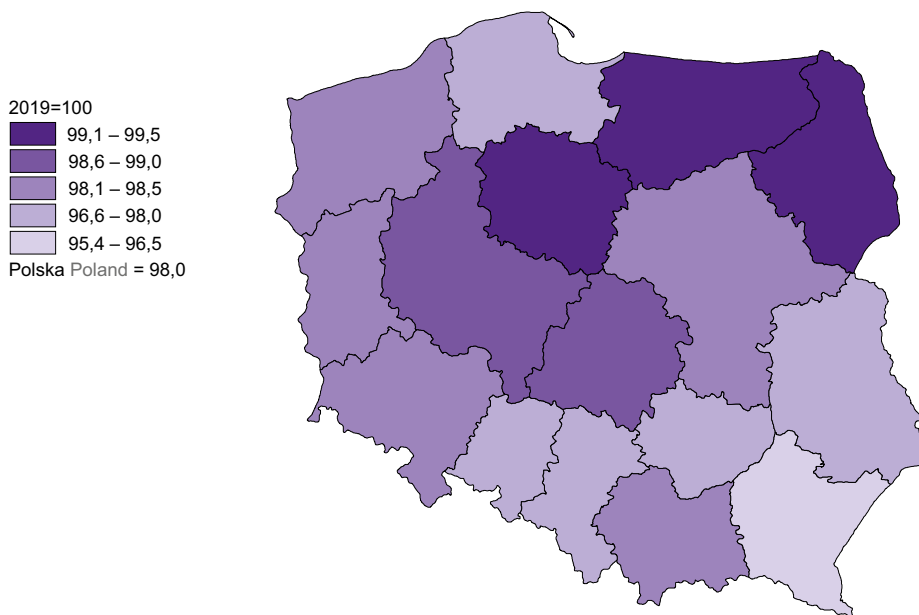 2019=100
99,1 – 99,5
98,6 – 99,0
98,1 – 98,5
96,6 – 98,0
95,4 – 96,5
Polska Poland = 98,0